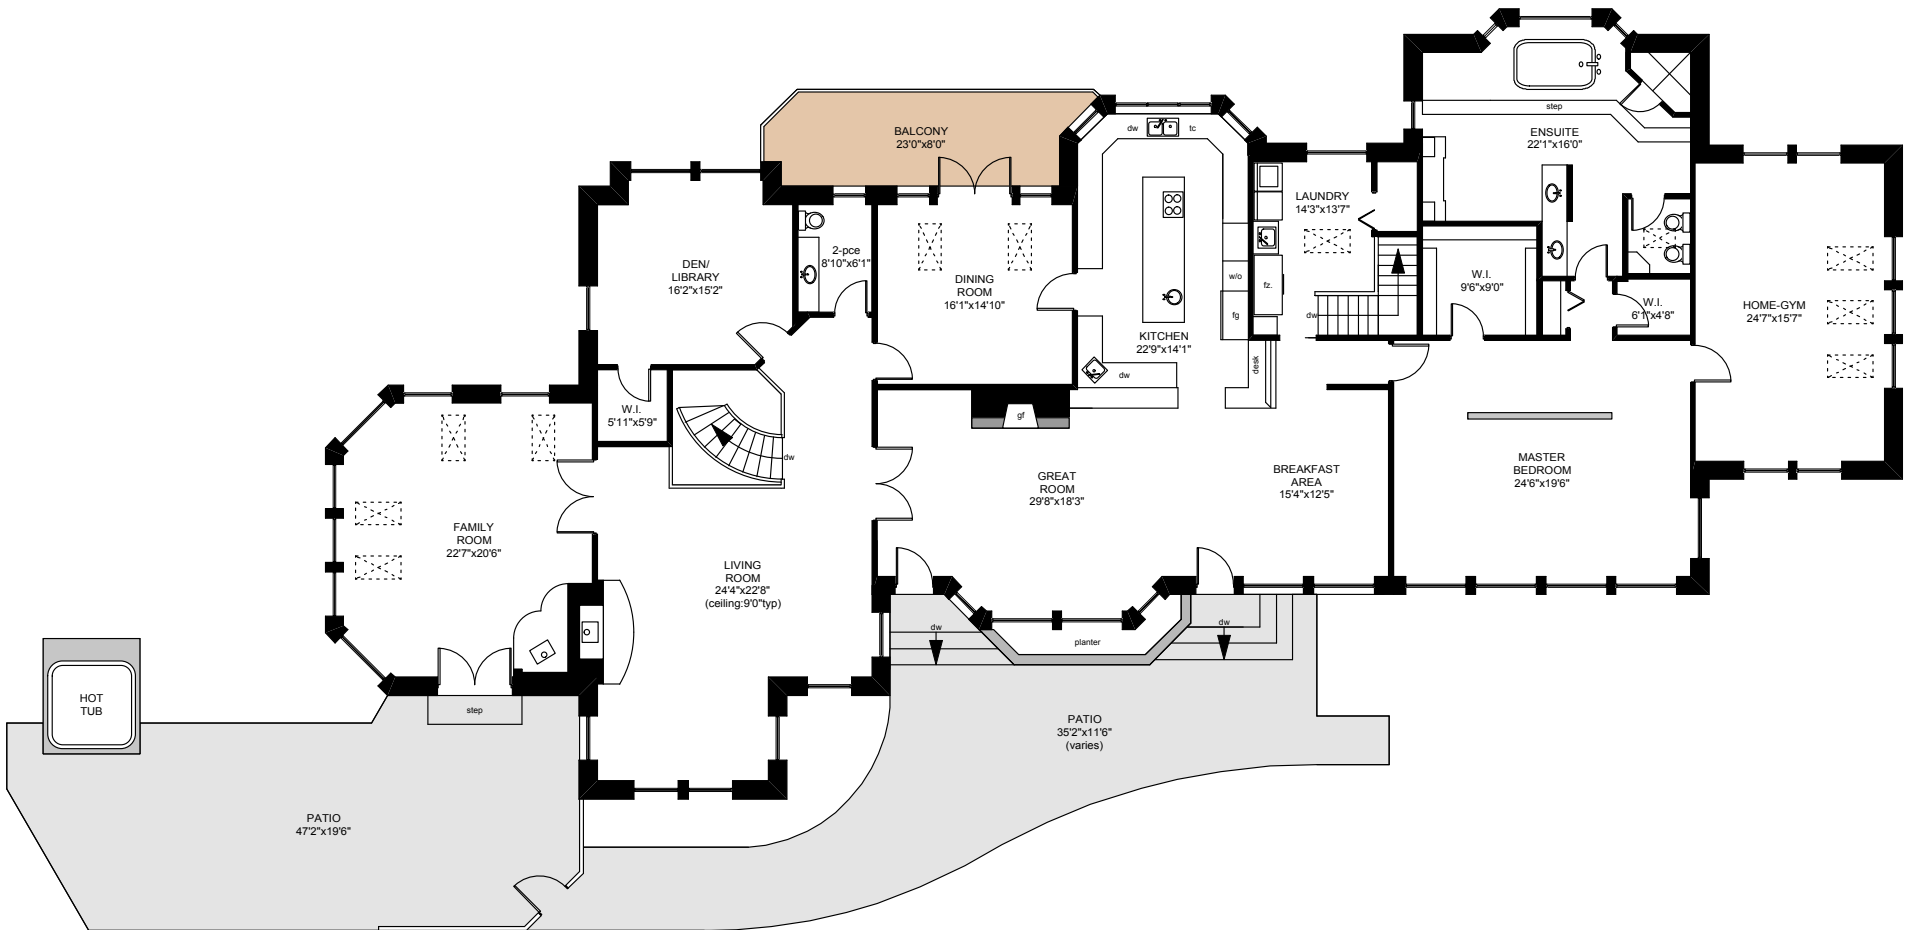 BALCONY
23'0"x8'0"
dw
tc
step
ENSUITE
22'1"x16'0"
LAUNDRY
14'3"x13'7"
2-pce
8'10"x6'1"
DEN/
LIBRARY
16'2"x15'2"
DINING
ROOM
16'1"x14'10"
w/o
fz.
fg
dw
W.I.
9'6"x9'0"
W.I.
6'1"x4'8"
HOME-GYM
24'7"x15'7"
KITCHEN
22'9"x14'1"
desk
dw
W.I.
5'11"x5'9"
gf
dw
GREAT
ROOM
29'8"x18'3"
BREAKFAST
AREA
15'4"x12'5"
MASTER
BEDROOM
24'6"x19'6"
FAMILY
ROOM
22'7"x20'6"
LIVING
ROOM
24'4"x22'8"
(ceiling:9'0"typ)
dw
planter
dw
HOT
TUB
step
PATIO
35'2"x11'6"
(varies)
PATIO
47'2"x19'6"